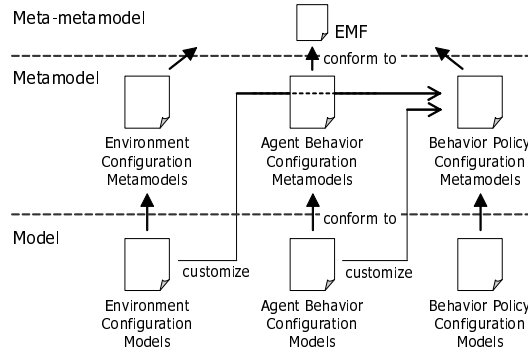 Meta-metamodel
EMF
conform to
Metamodel
Environment
Configuration
Metamodels
Agent Behavior
Configuration
Metamodels
Behavior Policy
Configuration
Metamodels
conform to
Model
customize
customize
Environment
Configuration
Models
Agent Behavior
Configuration
Models
Behavior Policy
Configuration
Models